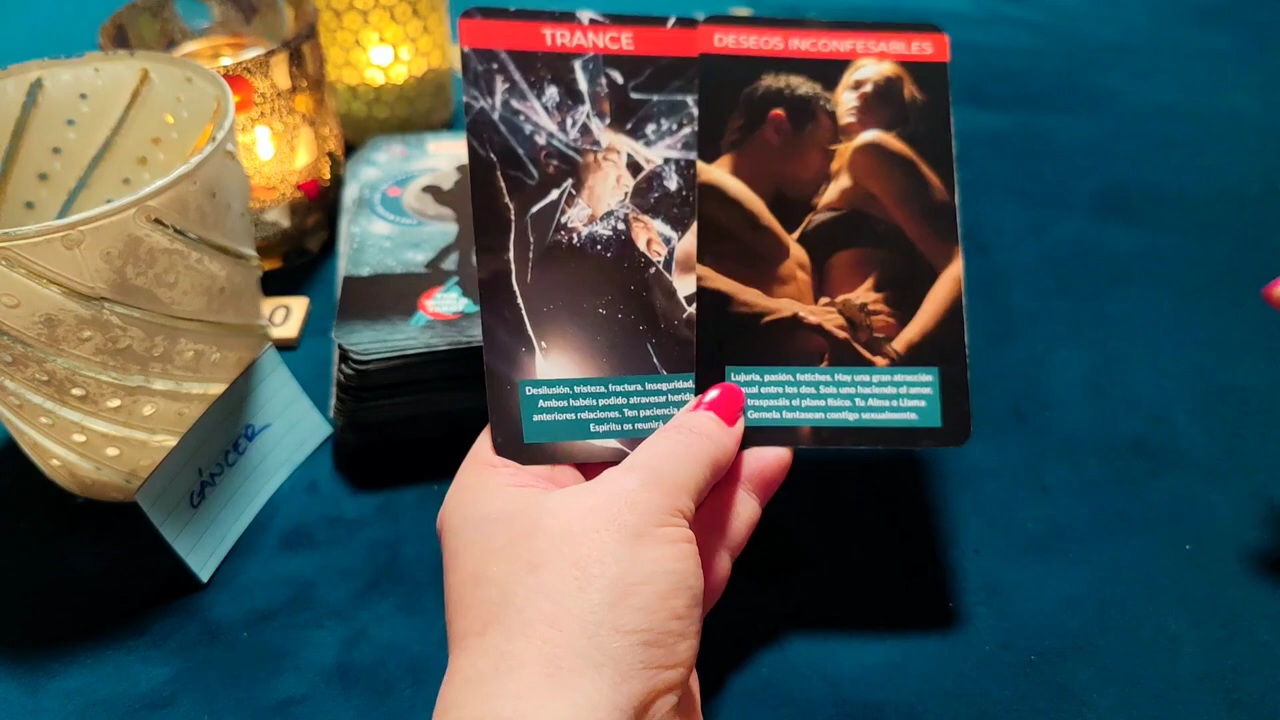 TRANCE
DESEOS INCONFESABLES
Desilusión, tristeza, fractura. Inseguridad,
Ambos habéis podido atravesar herida
anteriores relaciones. Ten paciencia
Espíritu os reunirá
Lujuria, pasión, fetiches. Hay una gran atracción
entre los dos. Sois uno haciendo el amor,
traspasáis el plano físico. Tu Alma o Llama
Gemela fantasean contigo sexualmente.
CÁNCER